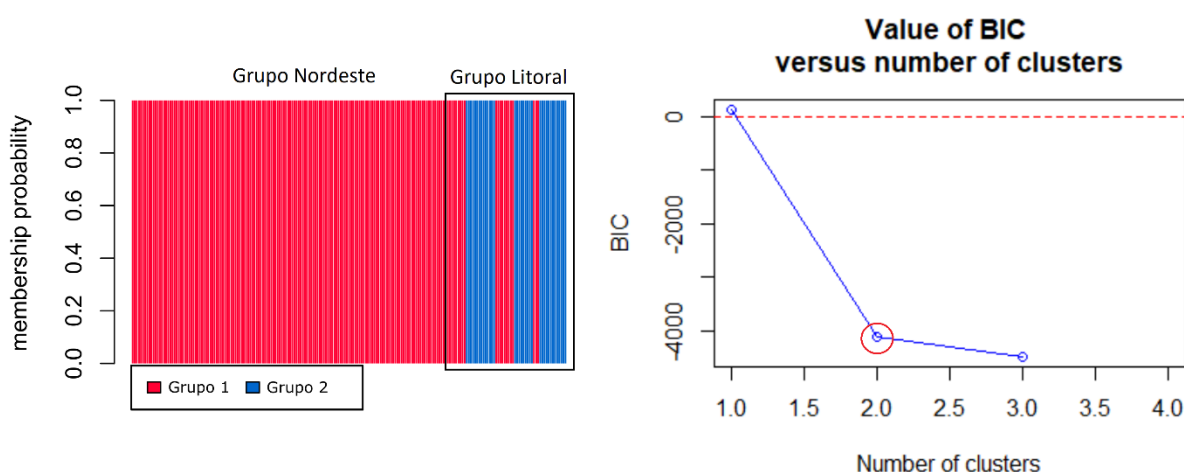 Grupo Nordeste
Grupo Litoral
membership probability
1.0
0.8
0.6
0.4
0.2
0.0
Grupo 1
Grupo 2
Value of BIC
versus number of clusters
BIC
0
-2000
-4000
1.0 1.5 2.0 2.5 3.0 3.5 4.0
Number of clusters